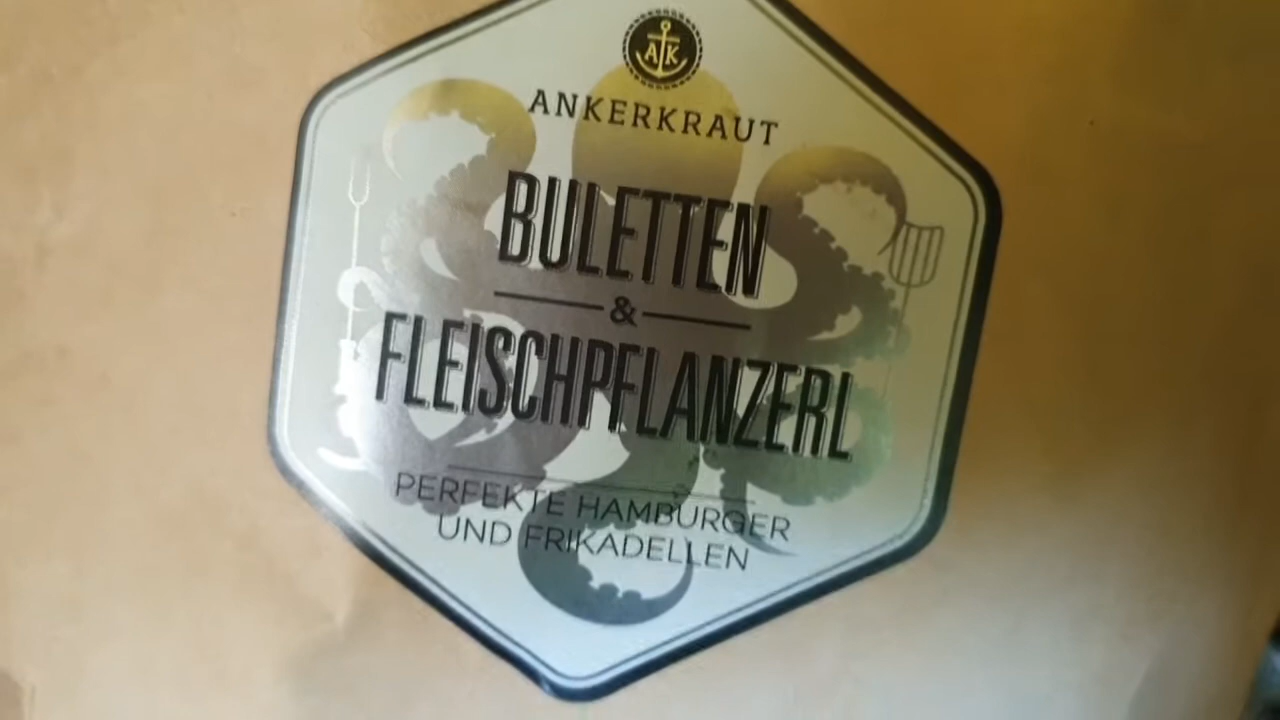 AK
ANKERKRAUT
BULETTEN
&
FLEISCHPFLANZERL
PERFEKTE HAMBURGER
UND FRIKADELLEN